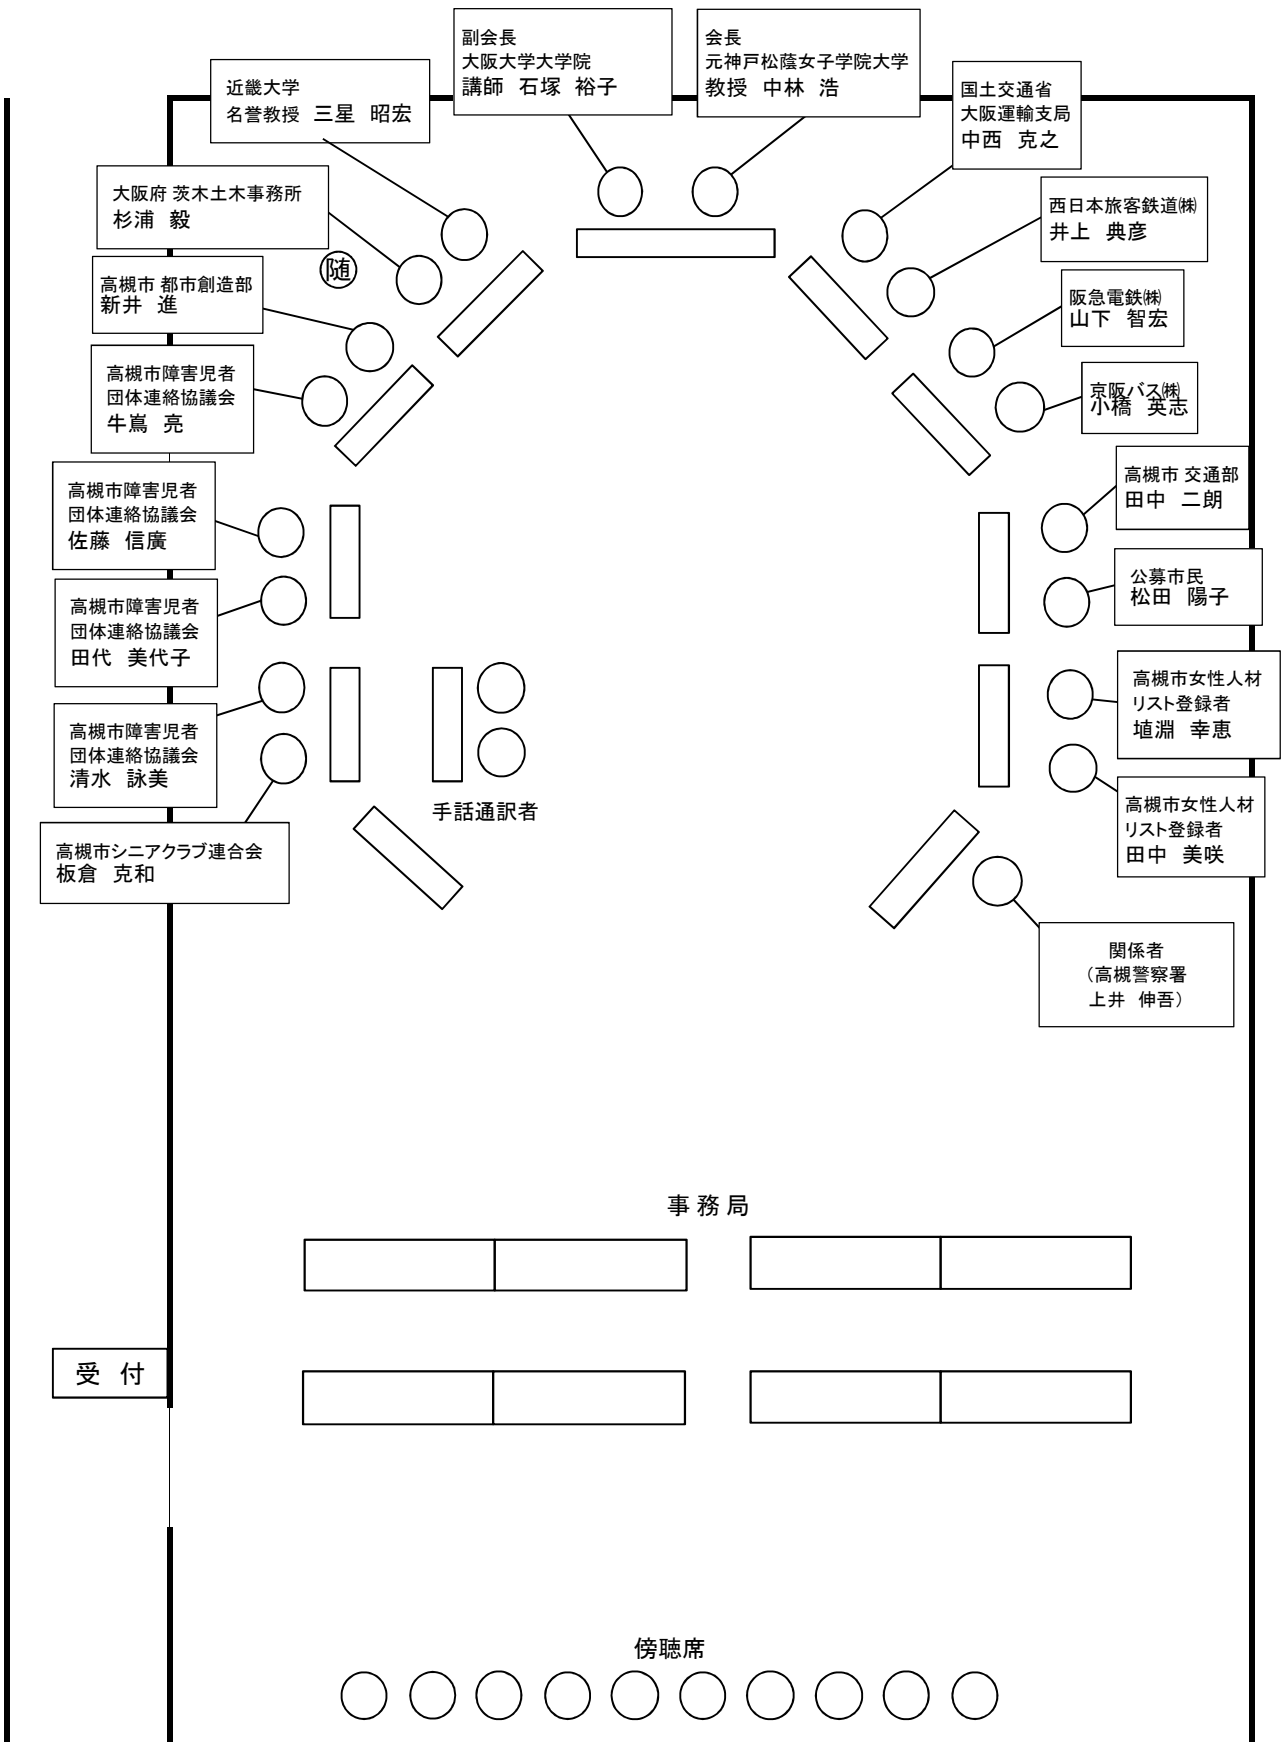 副会長
大阪大学大学院
講師 石塚 裕子
会長
元神戸松蔭女子学院大学
教授 中林 浩
近畿大学
名誉教授 三星 昭宏
国土交通省
大阪運輸支局
中西 克之
大阪府 茨木土木事務所
杉浦 毅
西日本旅客鉄道㈱
井上 典彦
随
高槻市 都市創造部
新井 進
阪急電鉄㈱
山下 智宏
高槻市障害児者
団体連絡協議会
牛嶌 亮
京阪バス㈱
小橋 英志
高槻市障害児者
団体連絡協議会
佐藤 信廣
高槻市 交通部
田中 二朗
高槻市障害児者
団体連絡協議会
田代 美代子
公募市民
松田 陽子
高槻市障害児者
団体連絡協議会
清水 詠美
高槻市女性人材
リスト登録者
埴淵 幸恵
手話通訳者
高槻市シニアクラブ連合会
板倉 克和
高槻市女性人材
リスト登録者
田中 美咲
関係者
（高槻警察署
上井 伸吾）
事務局
受 付
傍聴席